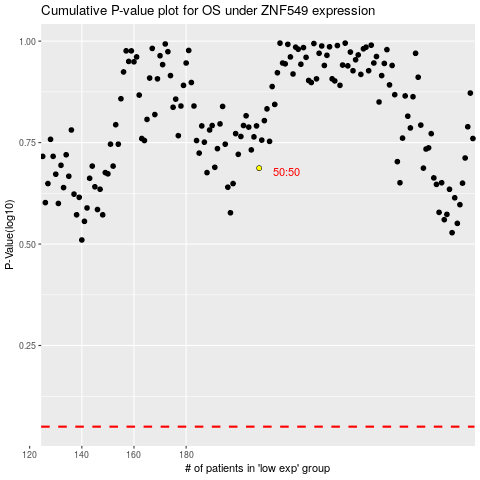 Cumulative P-value plot for OS under ZNF549 expression
1.00
0.75
0.50
0.25
P-Value(log10)
50:50
120 140 160 180
# of patients in 'low exp' group